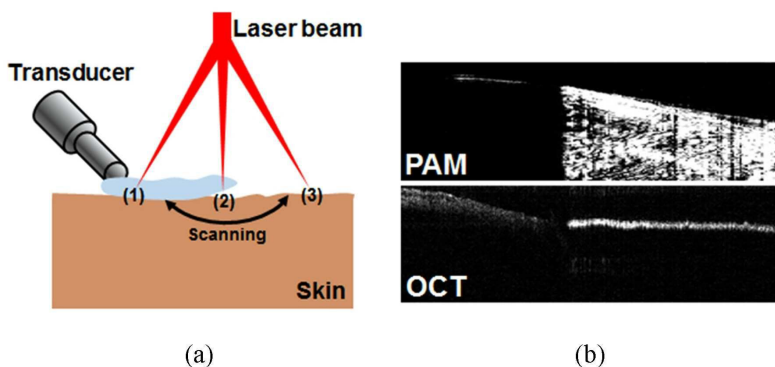 Laser beam
Transducer
(1)
(2)
(3)
Scanning
Skin
PAM
OCT
(a)
(b)